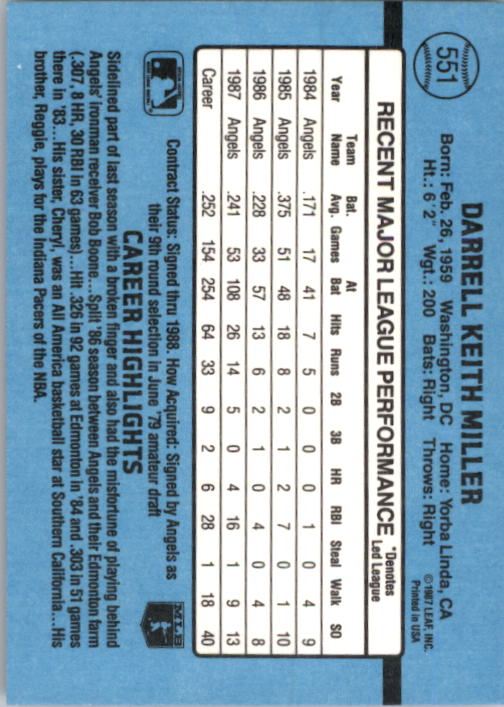 551
DARRELL KEITH MILLER
Born: Feb. 26, 1959 Washington, DC Home: Yorba Linda, CA
Ht.: 6' 2" Wgt.: 200 Bats: Right Throws: Right
© 1987 LEAF, INC.
Printed in USA
RECENT MAJOR LEAGUE PERFORMANCE *Denotes Led League
Year Team Name Bat. Avg. Games At Bat Hits Runs 2B 3B HR RBI Steal Walk SO
1984 Angels .171 17 41 7 5 0 0 0 1 0 4 9
1985 Angels .375 51 48 18 8 2 1 2 7 0 1 10
1986 Angels .228 33 57 13 6 2 1 0 4 0 4 8
1987 Angels .241 53 108 26 14 5 0 4 16 1 9 13
Career .252 154 254 64 33 9 2 6 28 1 18 40
Contract Status: Signed thru 1988. How Acquired: Signed by Angels as
their 9th round selection in June '79 amateur draft
MLB
CAREER HIGHLIGHTS
Sidelined part of last season with a broken finger and also had the misfortune of playing behind
Angels' ironman receiver Bob Boone...Split '86 season between Angels and their Edmonton farm
(.307, 8 HR, 30 RBI in 63 games)...Hit .326 in 92 games at Edmonton in '84 and .303 in 51 games
there in '83...His sister, Cheryl, was an All America basketball star at Southern California...His
brother, Reggie, plays for the Indiana Pacers of the NBA.